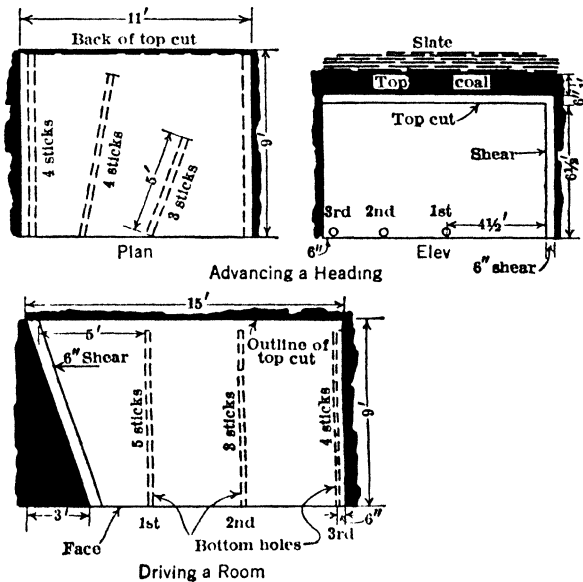 11'
Back of top cut
4 sticks
4 sticks
5'
3 sticks
9'
Plan
Slate
Top coal
6"
Top cut
Shear
6½'
3rd 2nd 1st
4½'
6"
Elev
6" shear
Advancing a Heading
15'
5'
6" Shear
Outline of
top cut
5 sticks
3 sticks
4 sticks
9'
3'
1st
2nd
3rd
6"
Face
Bottom holes
Driving a Room